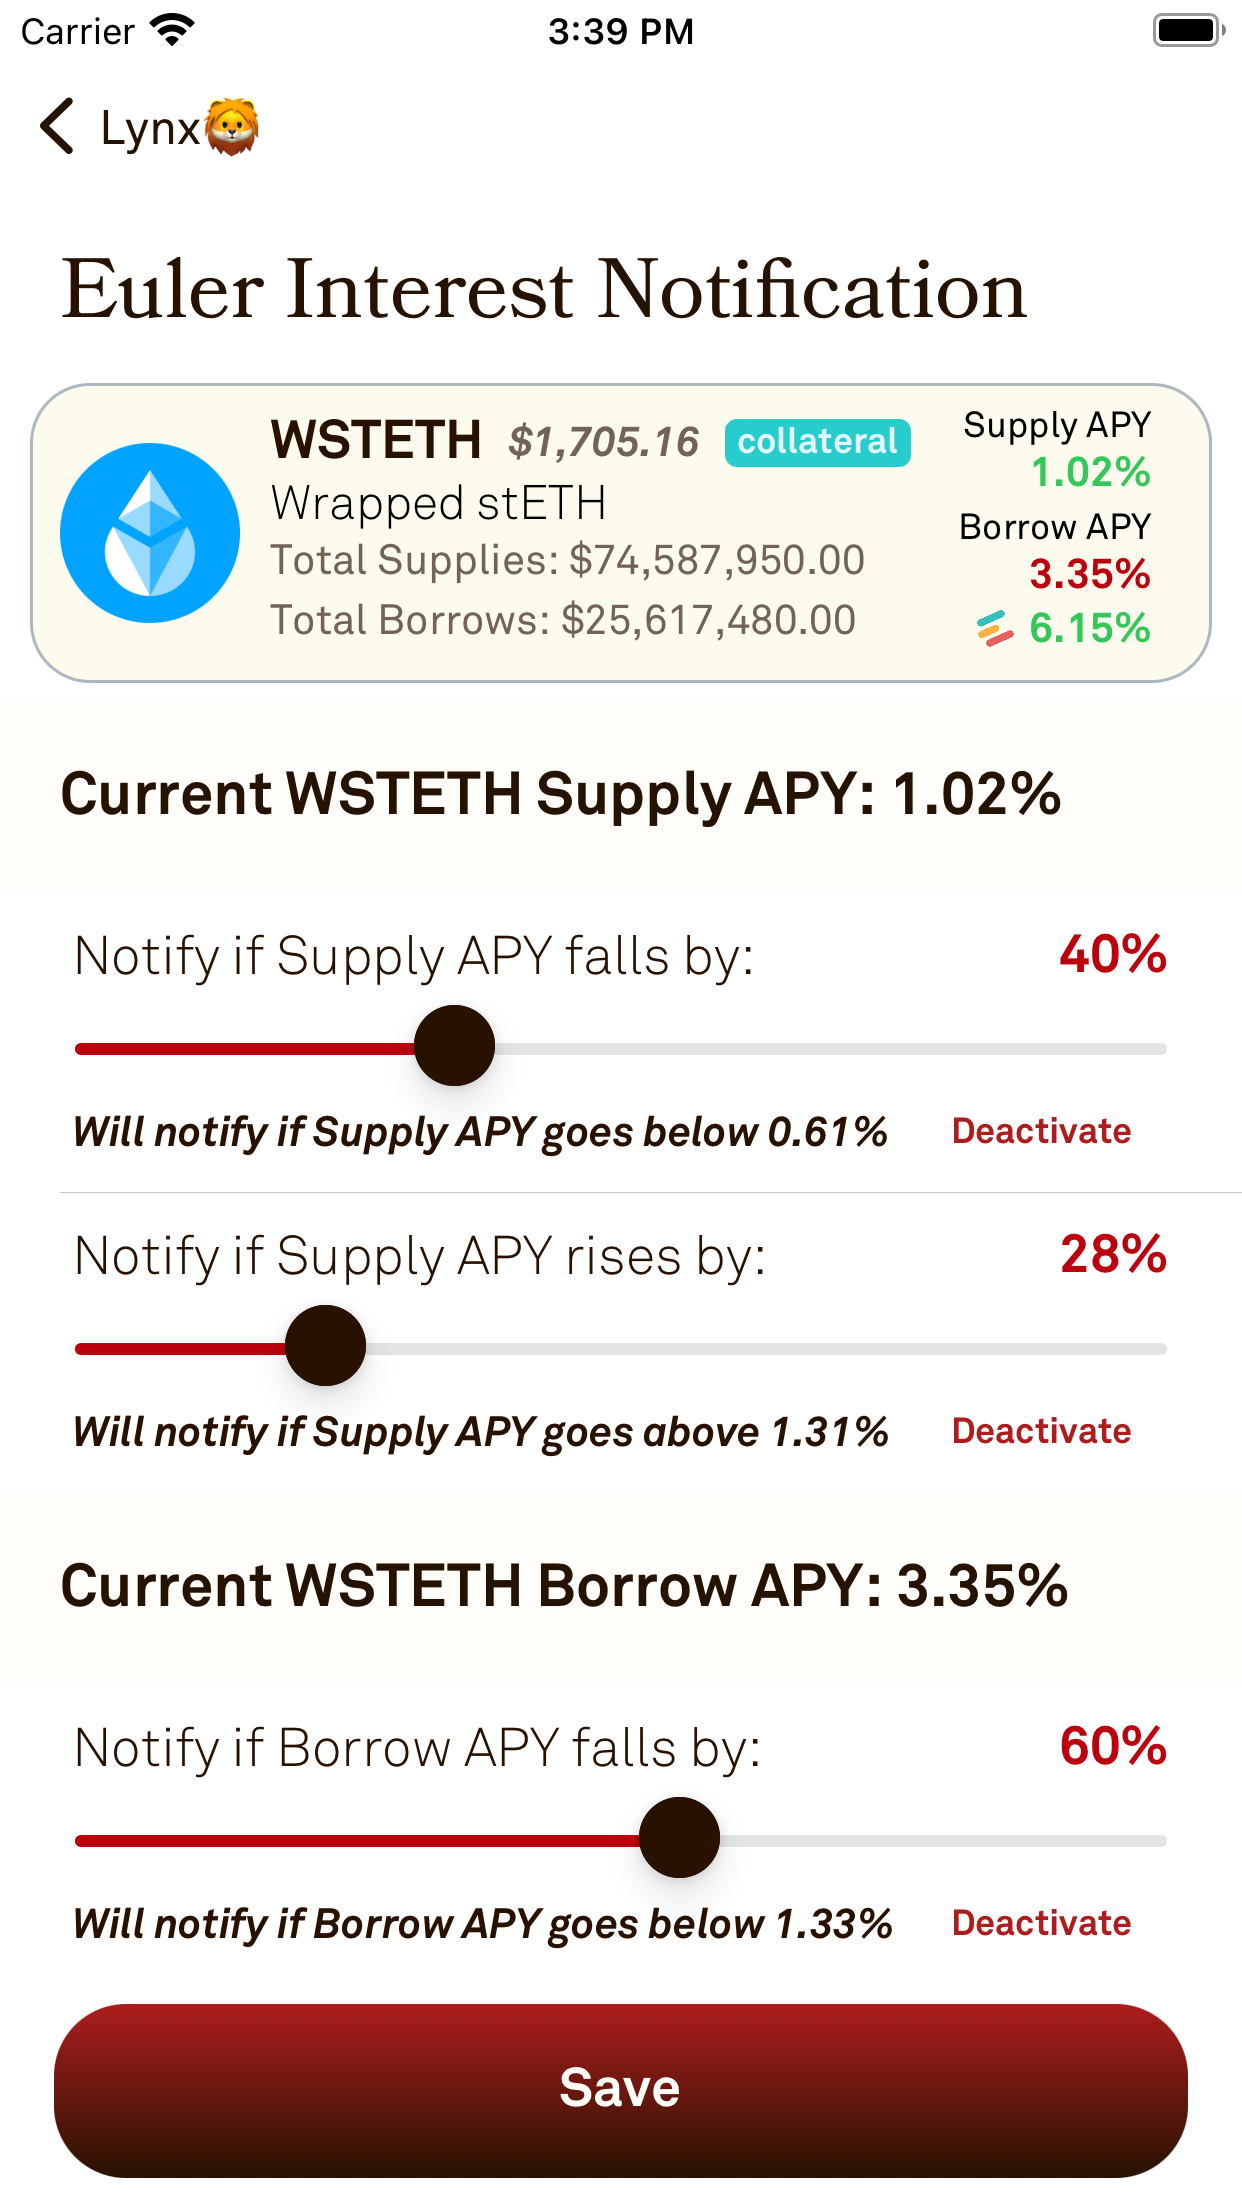 Carrier 3:39 PM
Lynx🦁
Euler Interest Notification
WSTETH $1,705.16 collateral
Wrapped stETH
Total Supplies: $74,587,950.00
Total Borrows: $25,617,480.00
Supply APY
1.02%
Borrow APY
3.35%
6.15%
Current WSTETH Supply APY: 1.02%
Notify if Supply APY falls by: 40%
Will notify if Supply APY goes below 0.61% Deactivate
Notify if Supply APY rises by: 28%
Will notify if Supply APY goes above 1.31% Deactivate
Current WSTETH Borrow APY: 3.35%
Notify if Borrow APY falls by: 60%
Will notify if Borrow APY goes below 1.33% Deactivate
Save